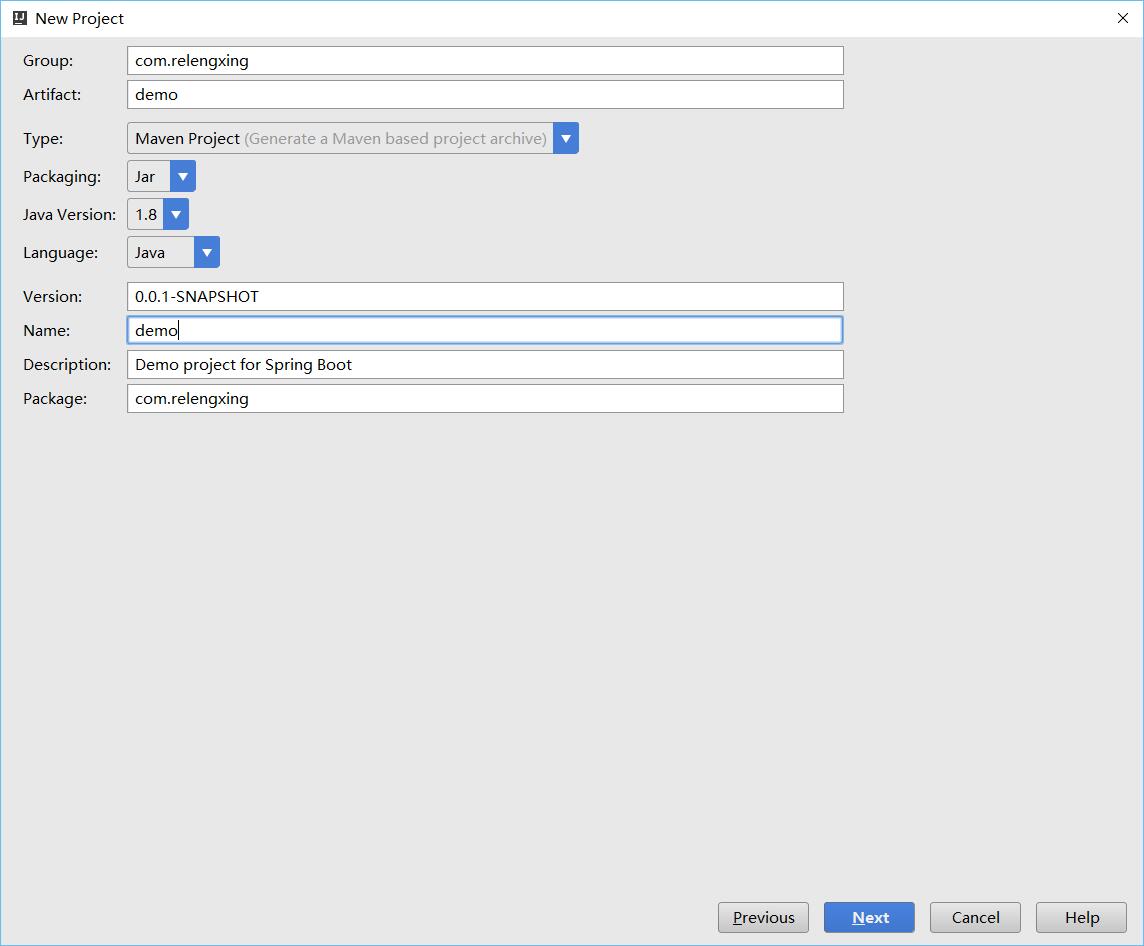 New Project
Group: com.relengxing
Artifact: demo
Type: Maven Project (Generate a Maven based project archive)
Packaging: Jar
Java Version: 1.8
Language: Java
Version: 0.0.1-SNAPSHOT
Name: demo
Description: Demo project for Spring Boot
Package: com.relengxing
Previous Next Cancel Help